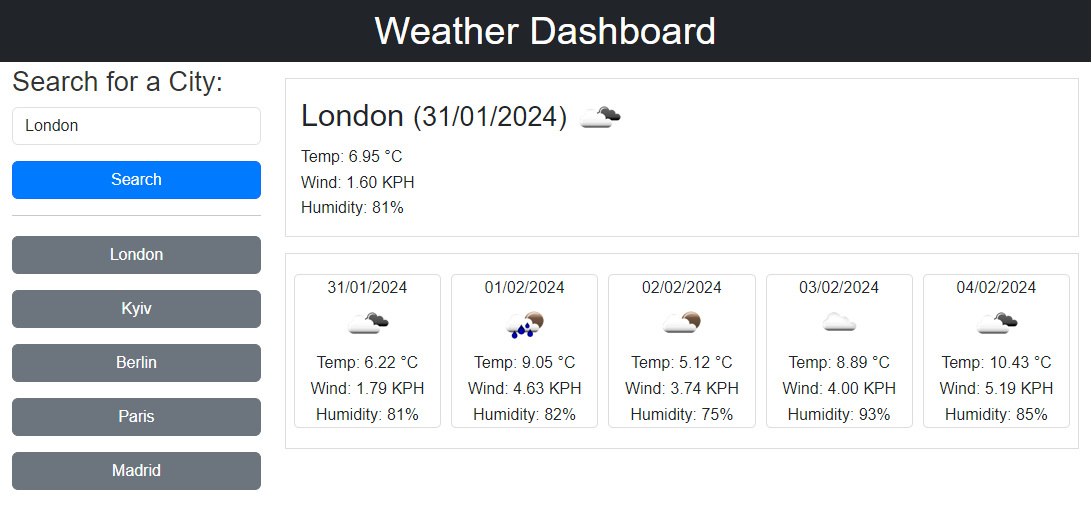 Weather Dashboard
Search for a City:
London
Search
London
Kyiv
Berlin
Paris
Madrid
London (31/01/2024)
Temp: 6.95 °C
Wind: 1.60 KPH
Humidity: 81%
31/01/2024
Temp: 6.22 °C
Wind: 1.79 KPH
Humidity: 81%
01/02/2024
Temp: 9.05 °C
Wind: 4.63 KPH
Humidity: 82%
02/02/2024
Temp: 5.12 °C
Wind: 3.74 KPH
Humidity: 75%
03/02/2024
Temp: 8.89 °C
Wind: 4.00 KPH
Humidity: 93%
04/02/2024
Temp: 10.43 °C
Wind: 5.19 KPH
Humidity: 85%